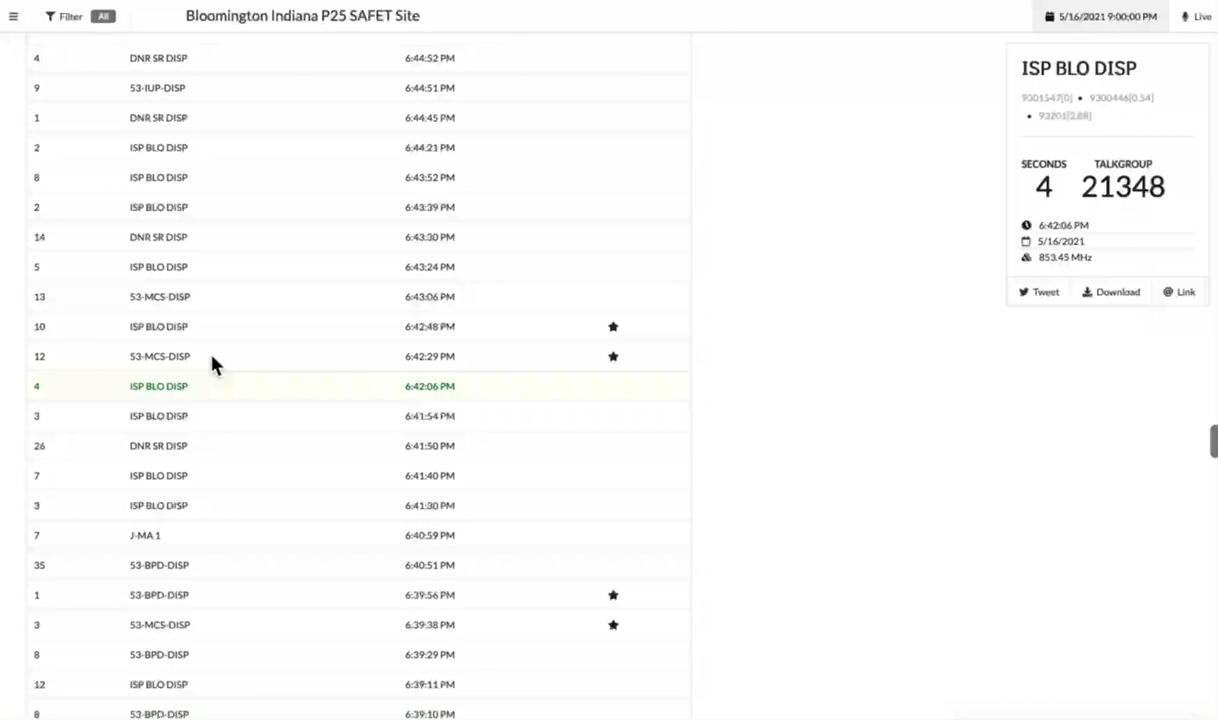 Filter All Bloomington Indiana P25 SAFET Site 5/16/2021 9:00:00 PM Live
4 DNR SR DISP 6:44:52 PM
9 53-IUP-DISP 6:44:51 PM
1 DNR SR DISP 6:44:45 PM
2 ISP BLO DISP 6:44:21 PM
8 ISP BLO DISP 6:43:52 PM
2 ISP BLO DISP 6:43:39 PM
14 DNR SR DISP 6:43:30 PM
5 ISP BLO DISP 6:43:24 PM
13 53-MCS-DISP 6:43:06 PM
10 ISP BLO DISP 6:42:48 PM
12 53-MCS-DISP 6:42:29 PM
4 ISP BLO DISP 6:42:06 PM
3 ISP BLO DISP 6:41:54 PM
26 DNR SR DISP 6:41:50 PM
7 ISP BLO DISP 6:41:40 PM
3 ISP BLO DISP 6:41:30 PM
7 J-MA 1 6:40:59 PM
35 53-BPD-DISP 6:40:51 PM
1 53-BPD-DISP 6:39:56 PM
3 53-MCS-DISP 6:39:38 PM
8 53-BPD-DISP 6:39:29 PM
12 ISP BLO DISP 6:39:11 PM
8 53-BPD-DISP 6:39:10 PM
ISP BLO DISP
9301547[0] • 9300446[0.54]
• 93201[2.88]
SECONDS TALKGROUP
4 21348
6:42:06 PM
5/16/2021
853.45 MHz
Tweet Download Link